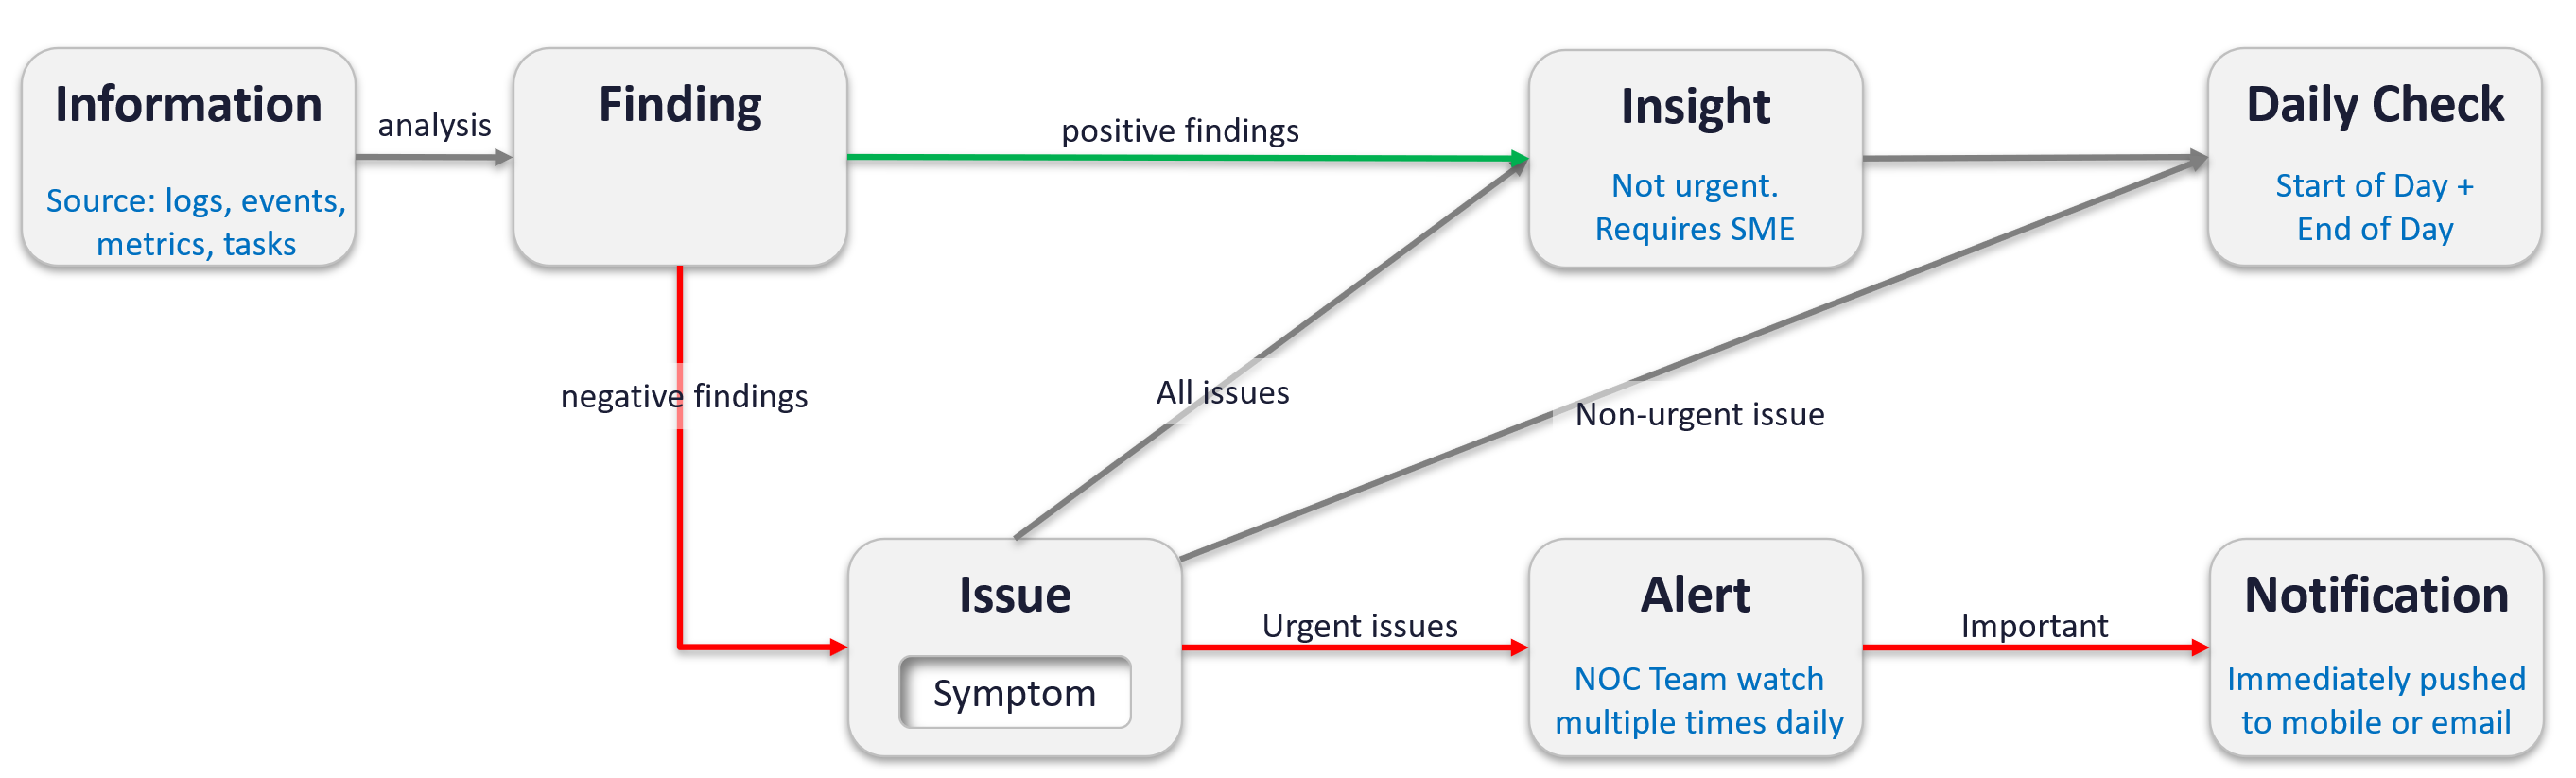 Information
Source: logs, events,
metrics, tasks
analysis
Finding
positive findings
Insight
Not urgent.
Requires SME
Daily Check
Start of Day +
End of Day
negative findings
All issues
Non-urgent issue
Issue
Symptom
Urgent issues
Alert
NOC Team watch
multiple times daily
Important
Notification
Immediately pushed
to mobile or email